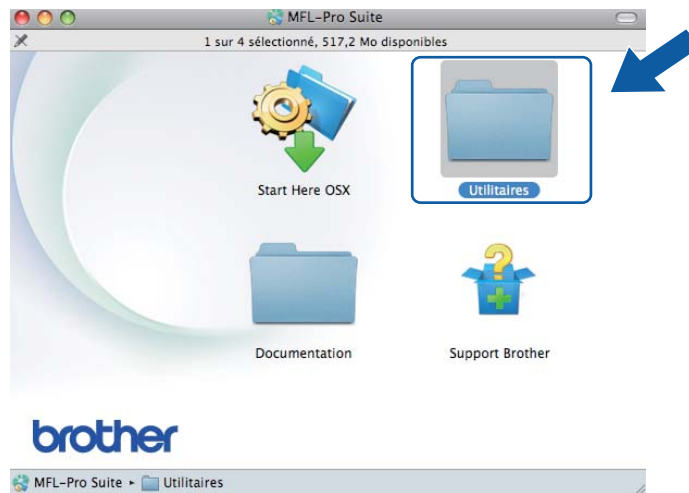 MFL-Pro Suite
1 sur 4 sélectionné, 517,2 Mo disponibles
Start Here OSX
Utilitaires
Documentation
Support Brother
brother
MFL-Pro Suite ▸ Utilitaires